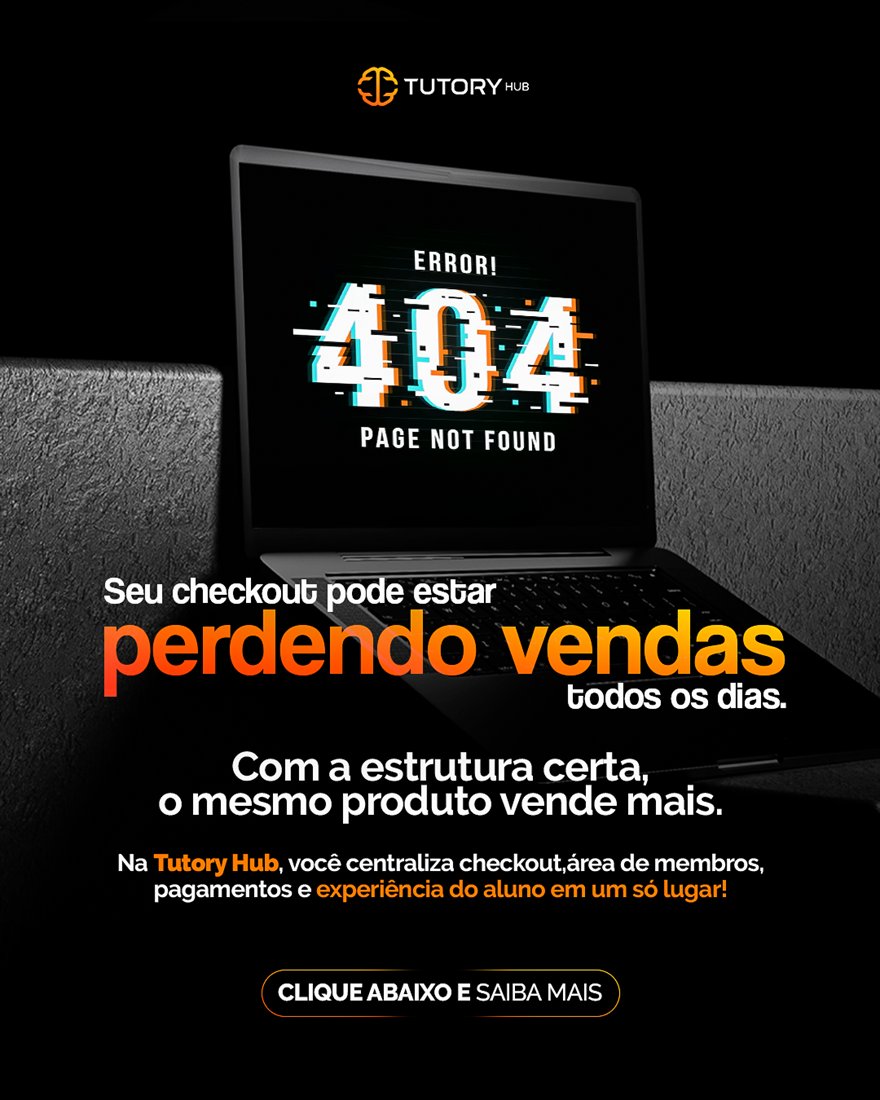 TUTORY HUB
ERROR!
404
PAGE NOT FOUND
Seu checkout pode estar
perdendo vendas
todos os dias.
Com a estrutura certa,
o mesmo produto vende mais.
Na Tutory Hub, você centraliza checkout,área de membros,
pagamentos e experiência do aluno em um só lugar!
CLIQUE ABAIXO E SAIBA MAIS